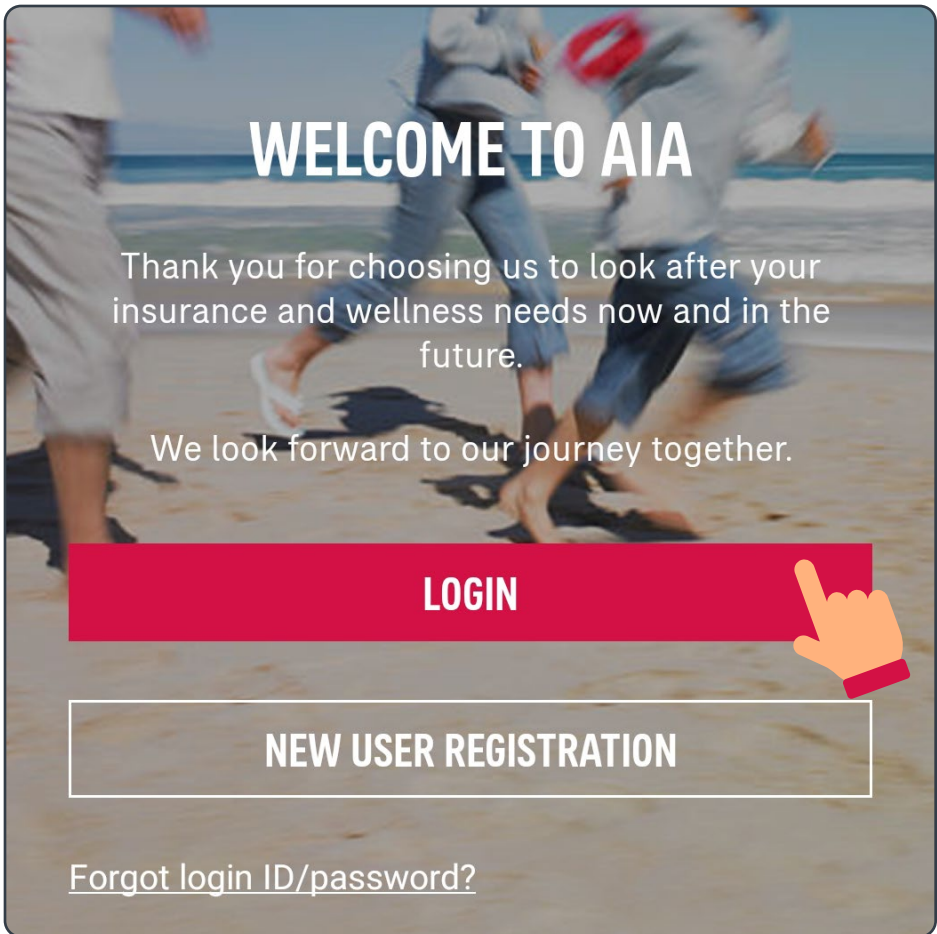 WELCOME TO AIA
Thank you for choosing us to look after your
insurance and wellness needs now and in the
future.
We look forward to our journey together.
LOGIN
NEW USER REGISTRATION
Forgot login ID/password?